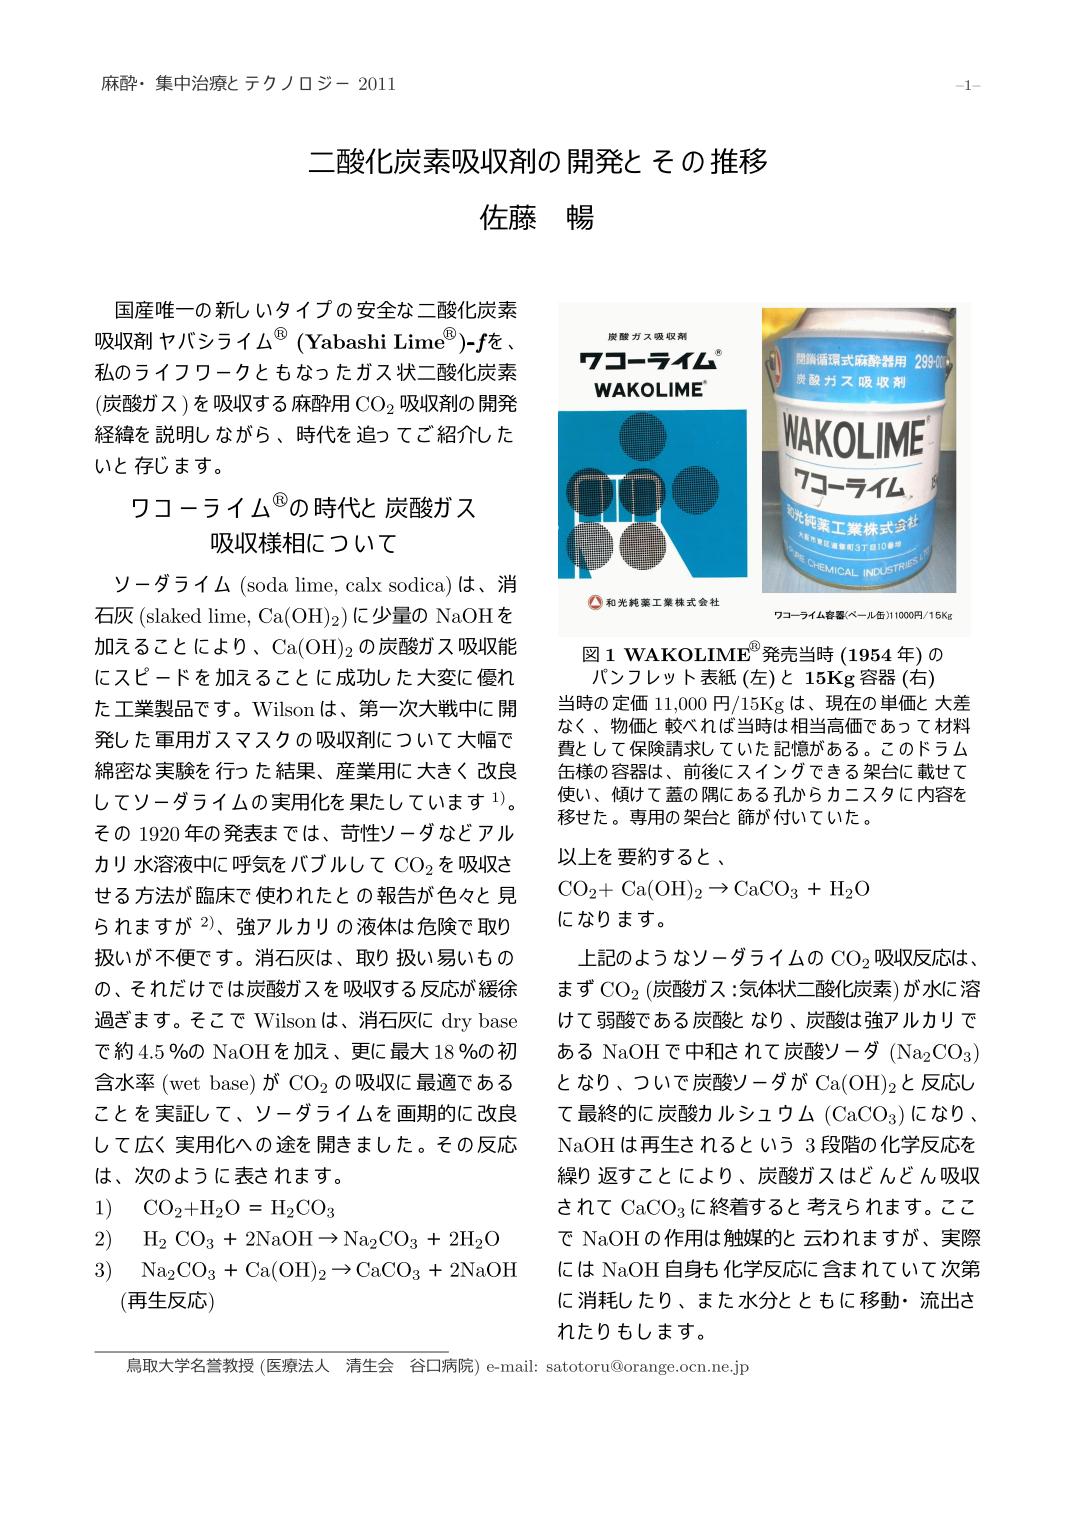 麻酔・集中治療とテクノロジー 2011
–1–
二酸化炭素吸収剤の開発とその推移
佐藤　暢
国産唯一の新しいタイプの安全な二酸化炭素
吸収剤 ヤバシライム® (Yabashi Lime®)-fを、
私のライフワークともなったガス状二酸化炭素
(炭酸ガス) を吸収する麻酔用 CO₂ 吸収剤の開発
経緯を説明しながら、時代を追ってご紹介した
いと存じます。
ワコーライム®の時代と炭酸ガス
吸収様相について
ソーダライム (soda lime, calx sodica) は、消
石灰 (slaked lime, Ca(OH)₂) に少量の NaOH を
加えることにより、Ca(OH)₂ の炭酸ガス吸収能
にスピードを加えることに成功した大変に優れ
た工業製品です。Wilson は、第一次大戦中に開
発した軍用ガスマスクの吸収剤について大幅で
綿密な実験を行った結果、産業用に大きく改良
してソーダライムの実用化を果たしています ¹⁾。
その 1920 年の発表までは、苛性ソーダなどアル
カリ水溶液中に呼気をバブルして CO₂ を吸収さ
せる方法が臨床で使われたとの報告が色々と見
られますが ²⁾、強アルカリの液体は危険で取り
扱いが不便です。消石灰は、取り扱い易いもの
の、それだけでは炭酸ガスを吸収する反応が緩徐
過ぎます。そこで Wilson は、消石灰に dry base
で約 4.5 %の NaOH を加え、更に最大 18 %の初
含水率 (wet base) が CO₂ の吸収に最適である
ことを実証して、ソーダライムを画期的に改良
して広く実用化への途を開きました。その反応
は、次のように表されます。
1) CO₂+H₂O = H₂CO₃
2) H₂ CO₃ + 2NaOH → Na₂CO₃ + 2H₂O
3) Na₂CO₃ + Ca(OH)₂ → CaCO₃ + 2NaOH
(再生反応)
炭酸ガス吸収剤
ワコーライム®
WAKOLIME®
和光純薬工業株式会社
閉鎖循環式麻酔器用 299-00
炭酸ガス吸収剤
WAKOLIME®
ワコーライム
和光純薬工業株式会社
大阪市東区道修町3丁目10番地
PURE CHEMICAL INDUSTRIES LTD
ワコーライム容器(ペール缶)11000円/15Kg
図 1 WAKOLIME®発売当時 (1954 年) の
パンフレット表紙 (左) と 15Kg 容器 (右)
当時の定価 11,000 円/15Kg は、現在の単価と大差
なく、物価と較べれば当時は相当高価であって材料
費として保険請求していた記憶がある。このドラム
缶様の容器は、前後にスイングできる架台に載せて
使い、傾けて蓋の隅にある孔からカニスタに内容を
移せた。専用の架台と篩が付いていた。
以上を要約すると、
CO₂+ Ca(OH)₂ → CaCO₃ + H₂O
になります。
上記のようなソーダライムの CO₂ 吸収反応は、
まず CO₂ (炭酸ガス:気体状二酸化炭素) が水に溶
けて弱酸である炭酸となり、炭酸は強アルカリで
ある NaOH で中和されて炭酸ソーダ (Na₂CO₃)
となり、ついで炭酸ソーダが Ca(OH)₂ と反応し
て最終的に炭酸カルシュウム (CaCO₃) になり、
NaOH は再生されるという 3 段階の化学反応を
繰り返すことにより、炭酸ガスはどんどん吸収
されて CaCO₃ に終着すると考えられます。ここ
で NaOH の作用は触媒的と云われますが、実際
には NaOH 自身も化学反応に含まれていて次第
に消耗したり、また水分とともに移動・流出さ
れたりもします。
鳥取大学名誉教授 (医療法人　清生会　谷口病院) e-mail: satotoru@orange.ocn.ne.jp